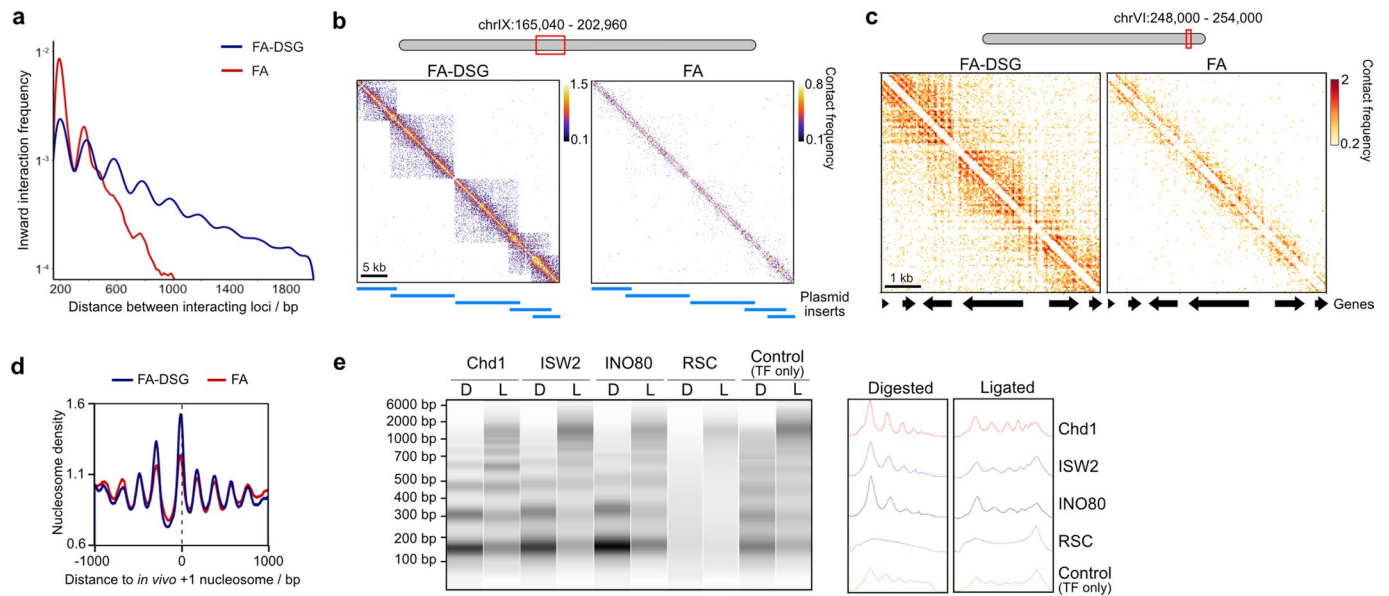 a
FA-DSG
FA
1-2
1-3
1-4
Inward interaction frequency
200 600 1000 1400 1800
Distance between interacting loci / bp
b
chrIX:165,040 - 202,960
FA-DSG
FA
1.5
0.1
0.8
0.1
Contact frequency
5 kb
Plasmid
inserts
c
chrVI:248,000 - 254,000
FA-DSG
FA
2
0.2
Contact
frequency
1 kb
Genes
d
FA-DSG FA
1.6
1.1
0.6
Nucleosome density
-1000 0 1000
Distance to in vivo +1 nucleosome / bp
e
Chd1 ISW2 INO80 RSC Control
(TF only)
D L D L D L D L D L
6000 bp
2000 bp
1000 bp
700 bp
500 bp
400 bp
300 bp
200 bp
100 bp
Digested Ligated
Chd1
ISW2
INO80
RSC
Control
(TF only)